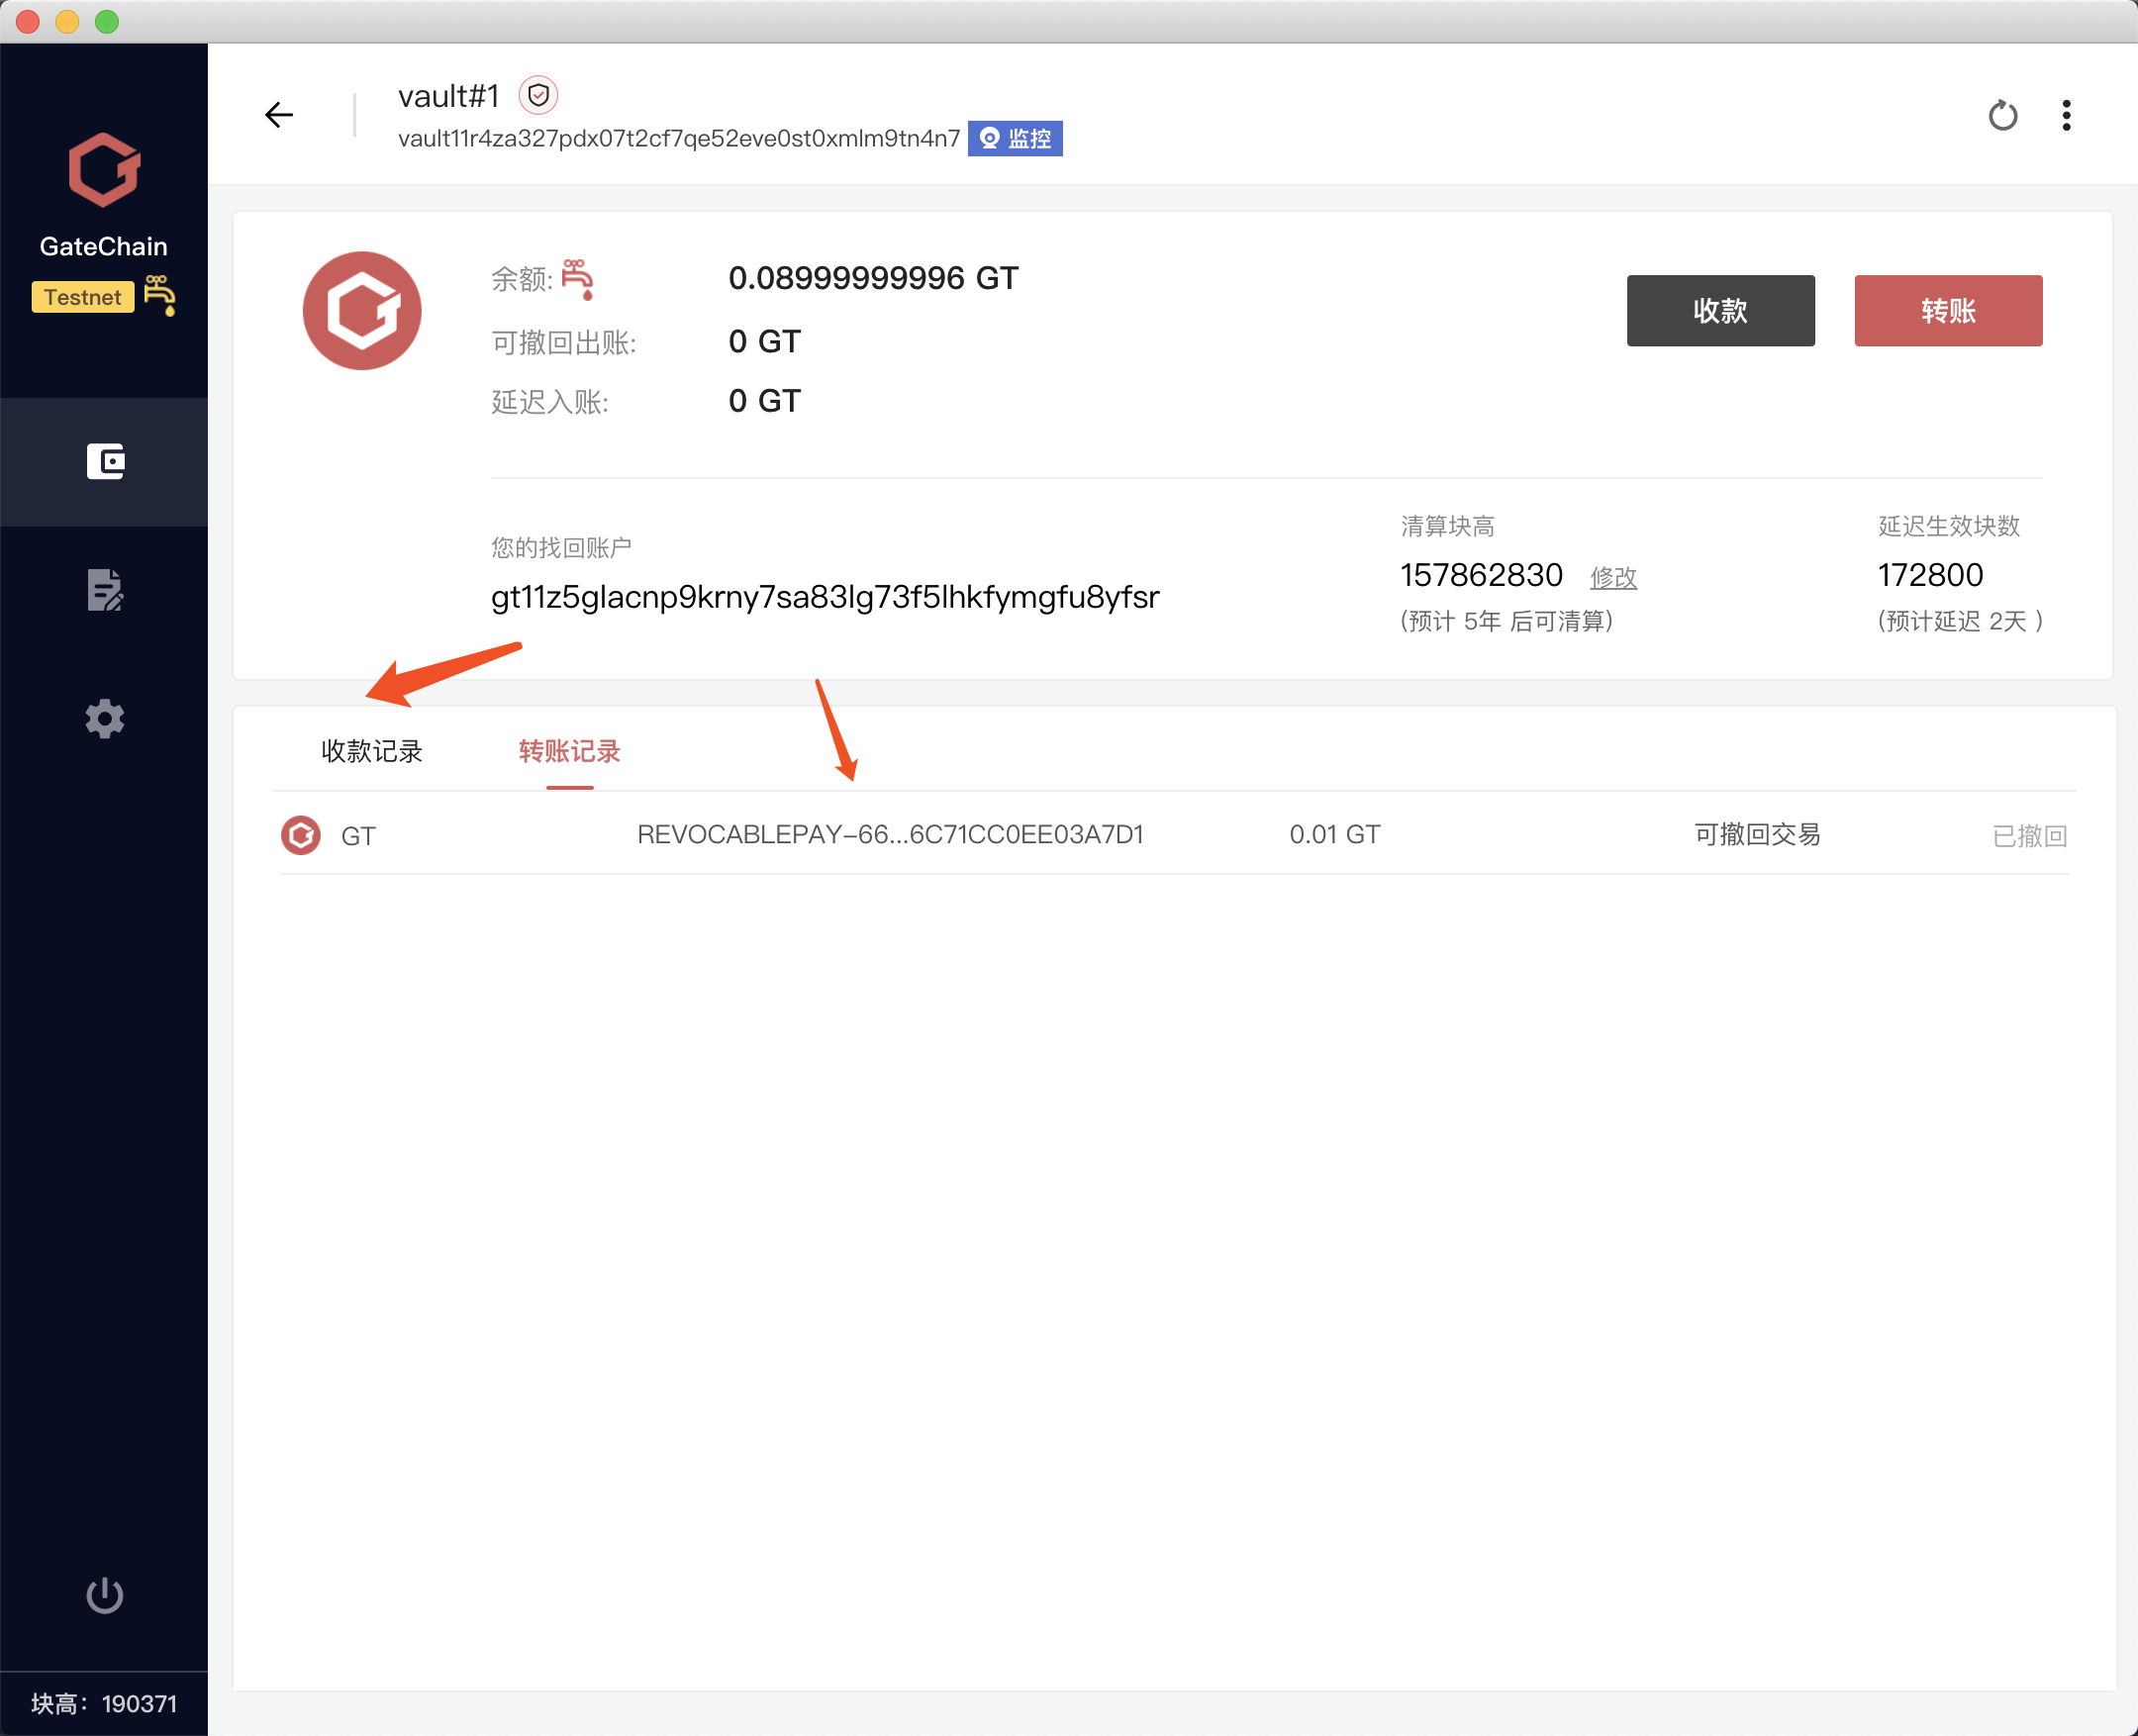 GateChain
Testnet
块高：190371
vault#1
vault11r4za327pdx07t2cf7qe52eve0st0xmlm9tn4n7 监控
余额: 0.08999999996 GT
可撤回出账: 0 GT
延迟入账: 0 GT
收款 转账
您的找回账户
gt11z5glacnp9krny7sa83lg73f5lhkfymgfu8yfsr
清算块高
157862830 修改
(预计 5年 后可清算)
延迟生效块数
172800
(预计延迟 2天 )
收款记录 转账记录
GT REVOCABLEPAY-66...6C71CC0EE03A7D1 0.01 GT 可撤回交易 已撤回